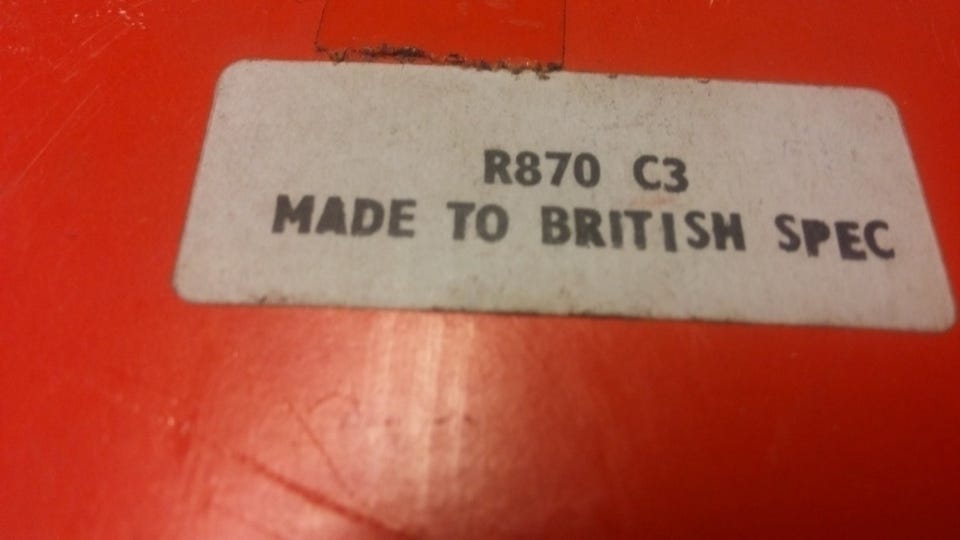 R870 C3
MADE TO BRITISH SPEC